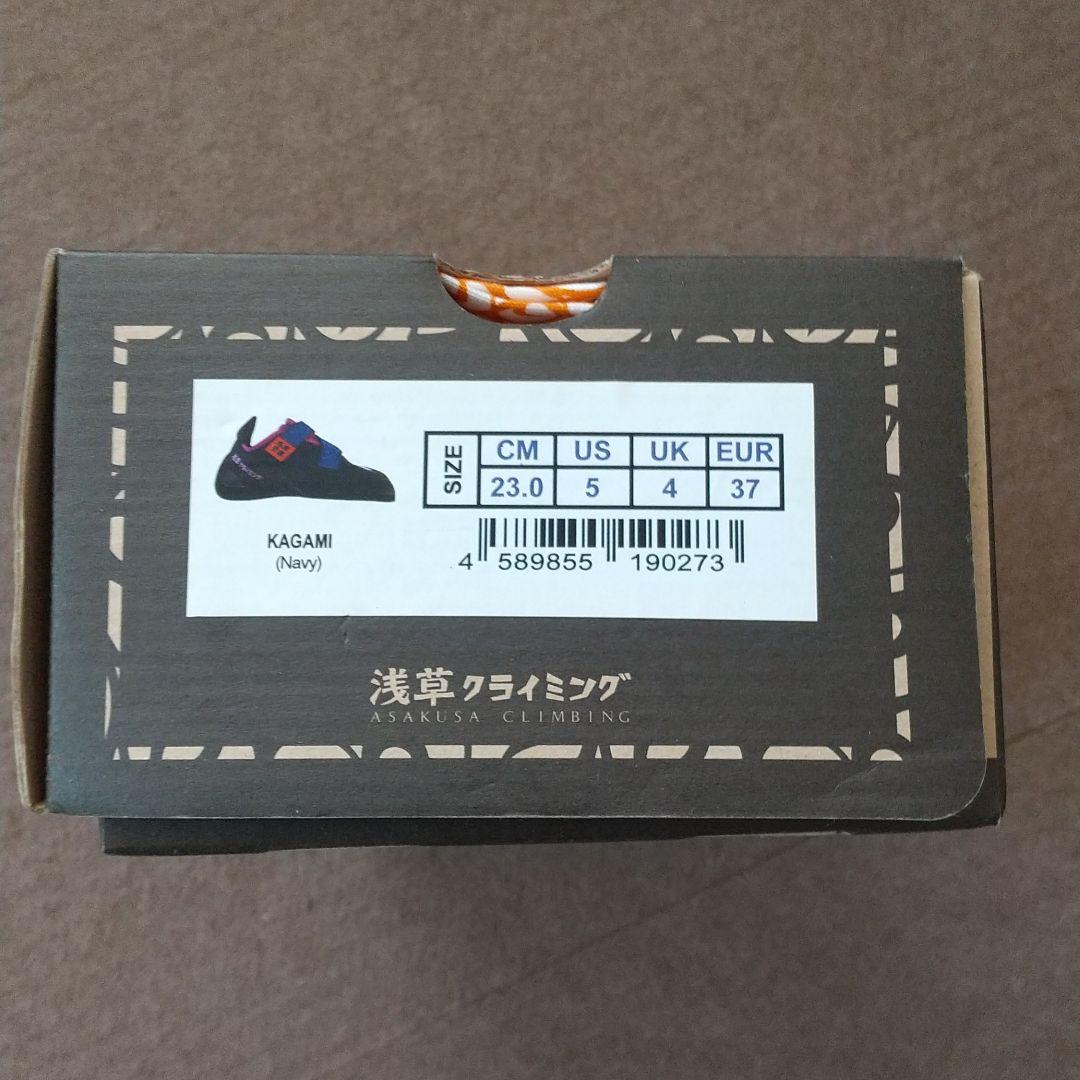 SIZE
CM US UK EUR
23.0 5 4 37
KAGAMI
(Navy)
4 589855 190273
浅草クライミング
ASAKUSA CLIMBING